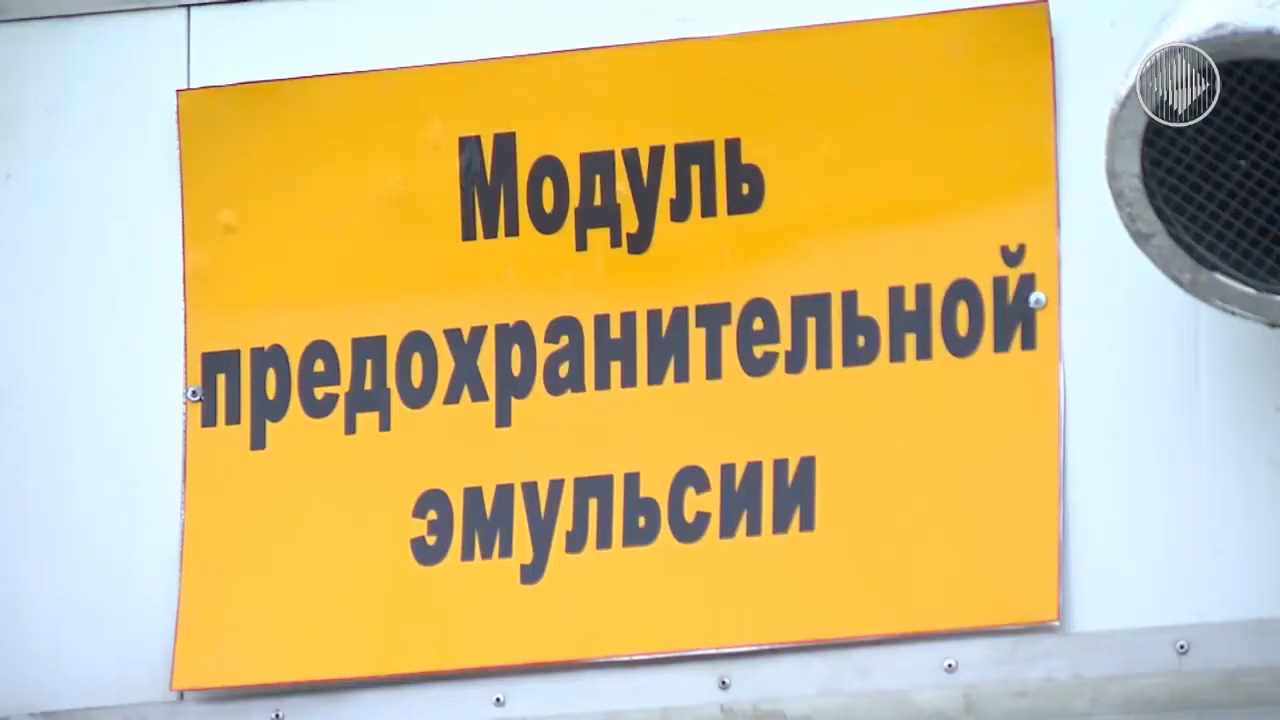 Модуль
предохранительной
эмульсии